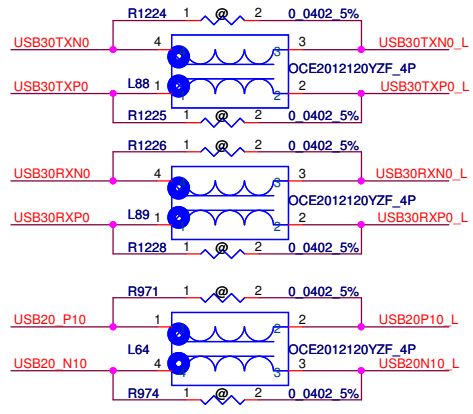 R1224 1 @ 2 0_0402_5%
USB30TXN0 4 3 3 USB30TXN0_L
OCE2012120YZF_4P
USB30TXP0 L88 1 1 2 2 USB30TXP0_L
R1225 1 @ 2 0_0402_5%
R1226 1 @ 2 0_0402_5%
USB30RXN0 4 4 3 3 USB30RXN0_L
OCE2012120YZF_4P
USB30RXP0 L89 1 1 2 2 USB30RXP0_L
R1228 1 @ 2 0_0402_5%
R971 1 @ 2 0_0402_5%
USB20_P10 1 2 2 USB20P10_L
L64 OCE2012120YZF_4P
USB20_N10 4 3 3 USB20N10_L
R974 1 @ 2 0_0402_5%